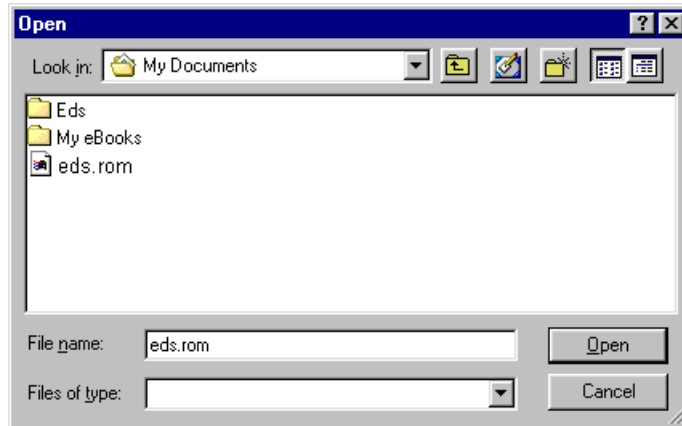 Open
Look in: My Documents
Eds
My eBooks
eds.rom
File name: eds.rom Open
Files of type: Cancel